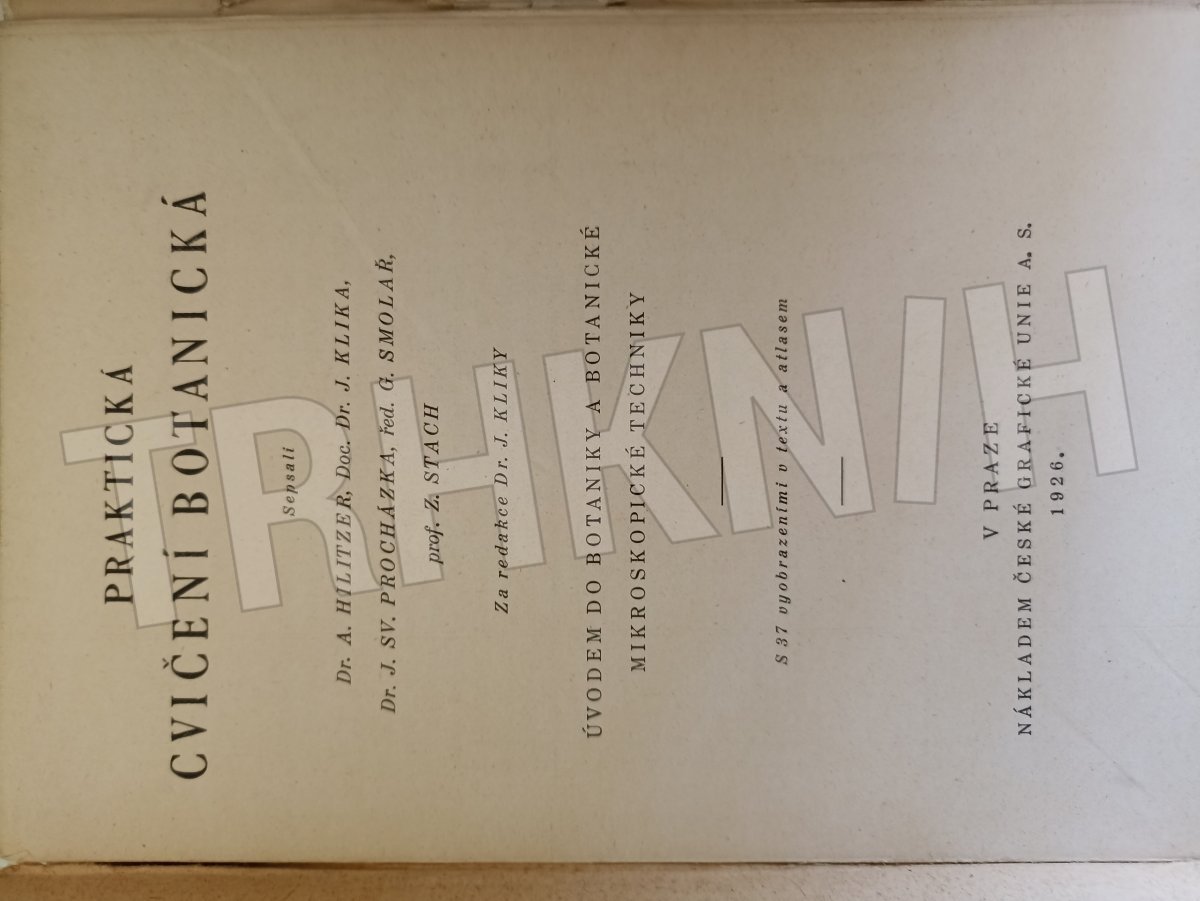 PRAKTICKÁ
CVIČENÍ BOTANICKÁ
Sepsali
Dr. A. HILITZER, Doc. Dr. J. KLIKA,
Dr. J. SV. PROCHÁZKA, řed. G. SMOLAŘ,
prof. Z. STACH
Za redakce Dr. J. KLIKY
ÚVODEM DO BOTANIKY A BOTANICKÉ
MIKROSKOPICKÉ TECHNIKY
S 37 vyobrazeními v textu a atlasem
V PRAZE
NÁKLADEM ČESKÉ GRAFICKÉ UNIE A. S.
1926.
TRHKNIH